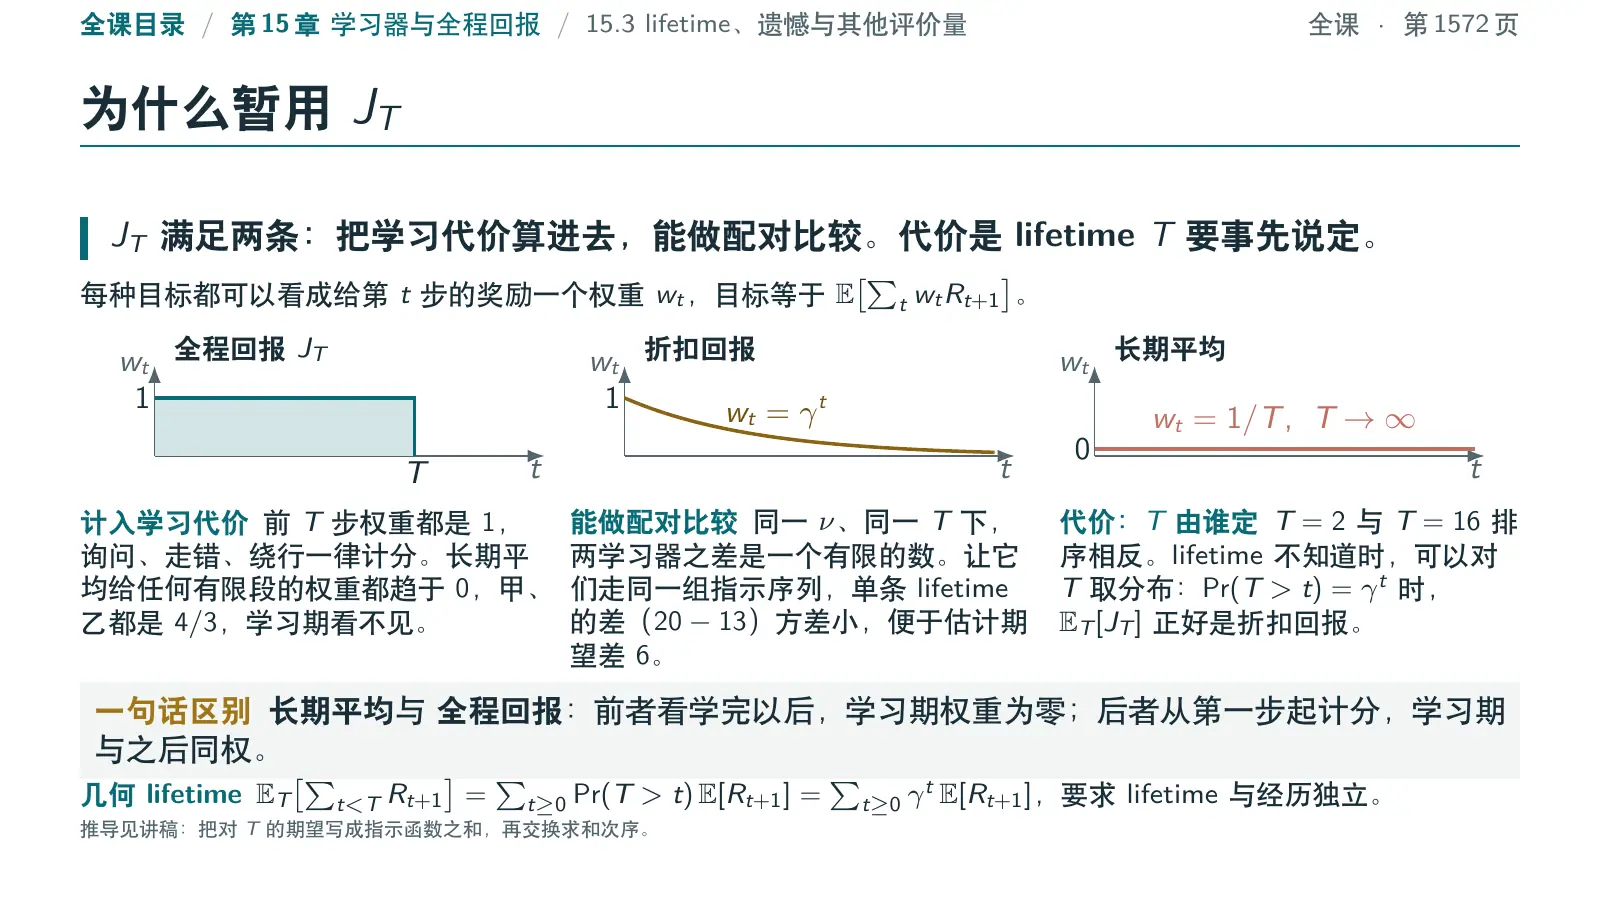 全课目录 / 第15章 学习器与全程回报 / 15.3 lifetime、遗憾与其他评价量 全课 · 第1572页
为什么暂用 J_T
J_T 满足两条：把学习代价算进去，能做配对比较。代价是 lifetime T 要事先说定。
每种目标都可以看成给第 t 步的奖励一个权重 w_t，目标等于 𝔼[∑_t w_t R_{t+1}]。
全程回报 J_T
w_t
1
T
t
折扣回报
w_t
1
w_t = γ^t
t
长期平均
w_t
w_t = 1/T，T → ∞
0
t
计入学习代价 前 T 步权重都是 1，
询问、走错、绕行一律计分。长期平
均给任何有限段的权重都趋于 0，甲、
乙都是 4/3，学习期看不见。
能做配对比较 同一 ν、同一 T 下，
两学习器之差是一个有限的数。让它
们走同一组指示序列，单条 lifetime
的差（20 − 13）方差小，便于估计期
望差 6。
代价：T 由谁定 T = 2 与 T = 16 排
序相反。lifetime 不知道时，可以对
T 取分布：Pr(T > t) = γ^t 时，
𝔼_T[J_T] 正好是折扣回报。
一句话区别 长期平均与 全程回报：前者看学完以后，学习期权重为零；后者从第一步起计分，学习期
与之后同权。
几何 lifetime 𝔼_T[∑_{t<T} R_{t+1}] = ∑_{t≥0} Pr(T > t) 𝔼[R_{t+1}] = ∑_{t≥0} γ^t 𝔼[R_{t+1}]，要求 lifetime 与经历独立。
推导见讲稿：把对 T 的期望写成指示函数之和，再交换求和次序。